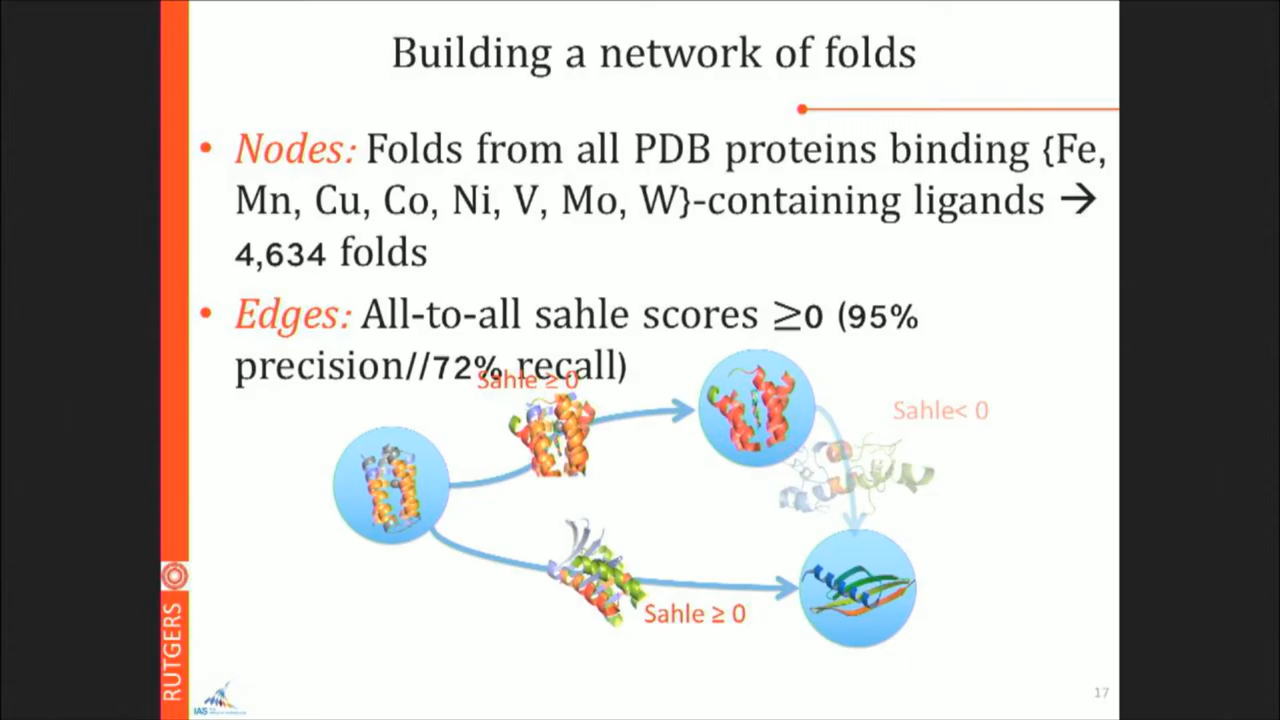 Building a network of folds
• Nodes: Folds from all PDB proteins binding {Fe,
Mn, Cu, Co, Ni, V, Mo, W}-containing ligands →
4,634 folds
• Edges: All-to-all sahle scores ≥0 (95%
precision//72% recall)
Sahle ≥ 0
Sahle< 0
Sahle ≥ 0
RUTGERS
IAS
17